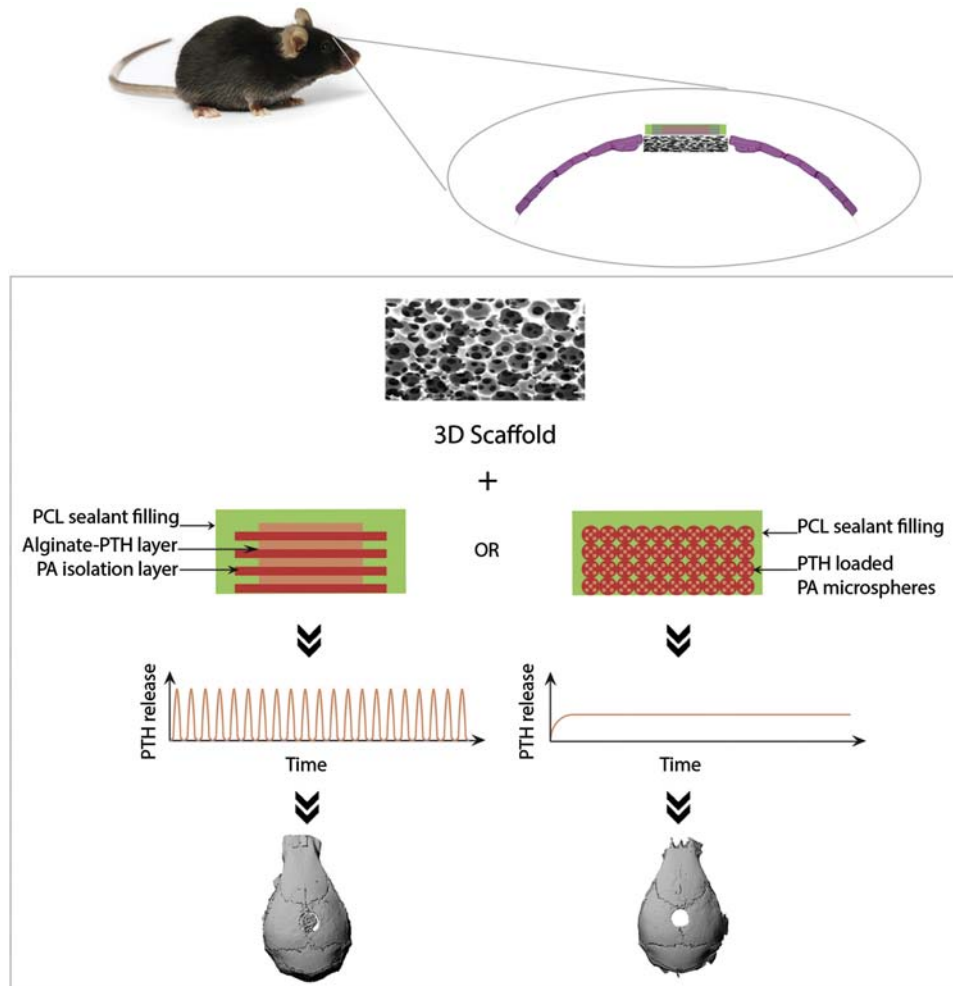 3D Scaffold
+
PCL sealant filling
Alginate-PTH layer
PA isolation layer
OR
PCL sealant filling
PTH loaded
PA microspheres
PTH release
Time
PTH release
Time